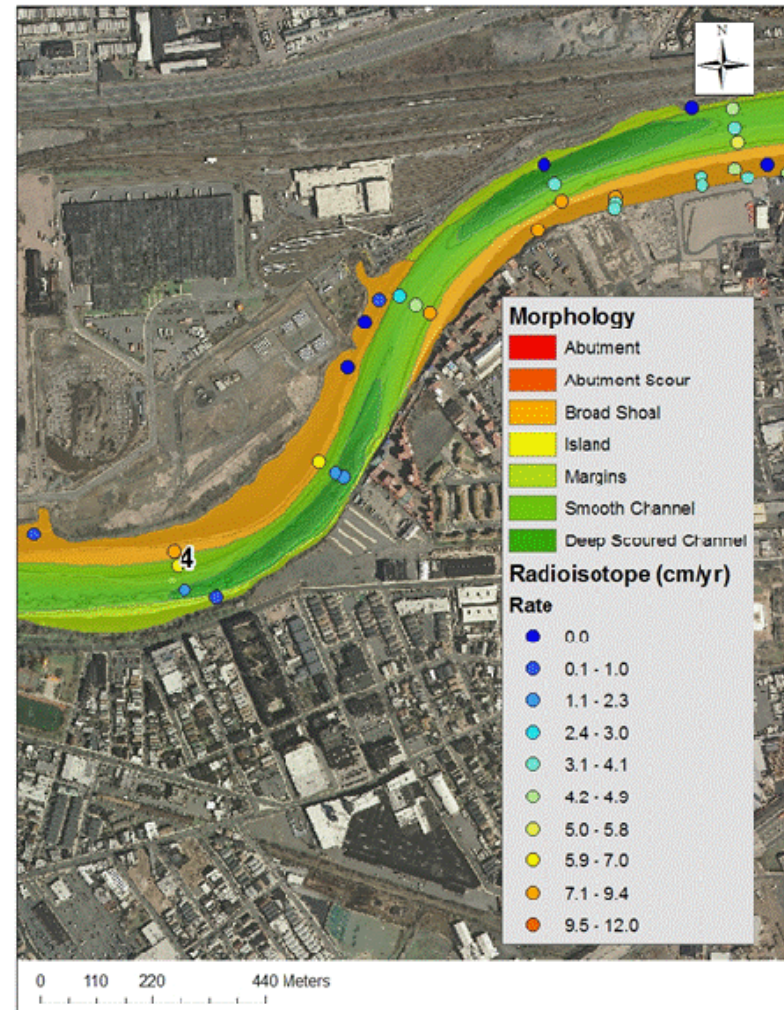 N
4
Morphology
Abutment
Abutment Scour
Broad Shoal
Island
Margins
Smooth Channel
Deep Scoured Channel
Radioisotope (cm/yr)
Rate
0.0
0.1 - 1.0
1.1 - 2.3
2.4 - 3.0
3.1 - 4.1
4.2 - 4.9
5.0 - 5.8
5.9 - 7.0
7.1 - 9.4
9.5 - 12.0
0 110 220 440 Meters